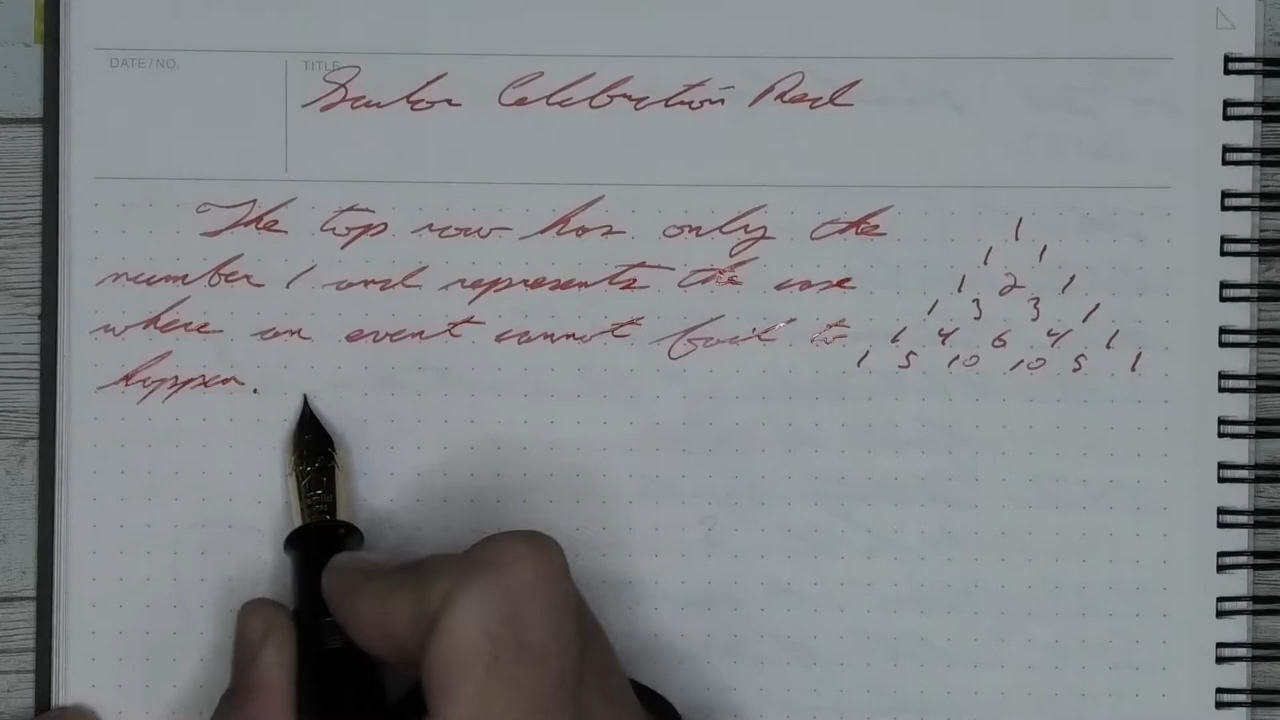 DATE/NO.
TITLE
Sailor Celebration Red
The top row has only the
number 1 and represents the case
where an event cannot fail to
happen.
1
1 1
1 2 1
1 3 3 1
1 4 6 4 1
1 5 10 10 5 1